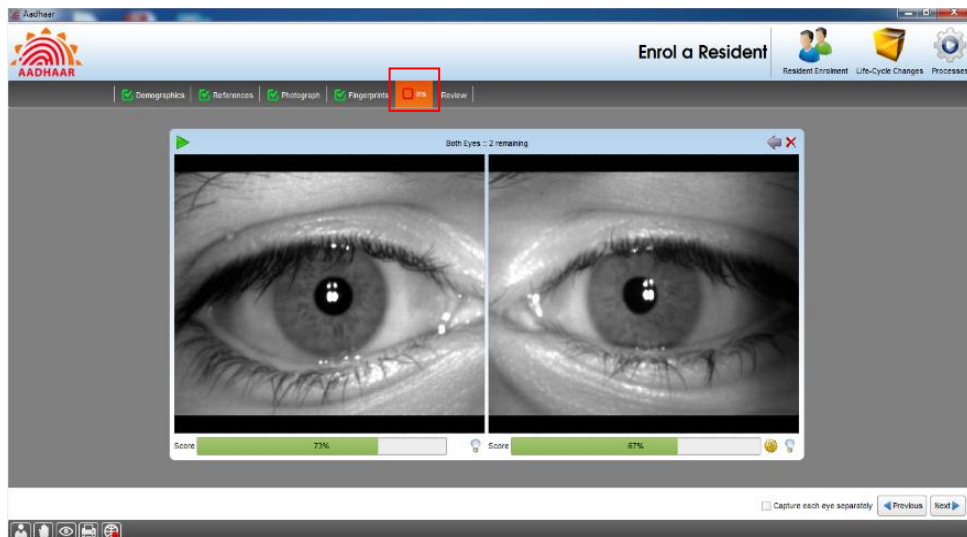 Aadhaar
AADHAAR
Enrol a Resident
Resident Enrolment Life-Cycle Changes Processes
Demographics References Photograph Fingerprints Iris Review
Both Eyes :: 2 remaining
Score 73% Score 67%
Capture each eye separately Previous Next